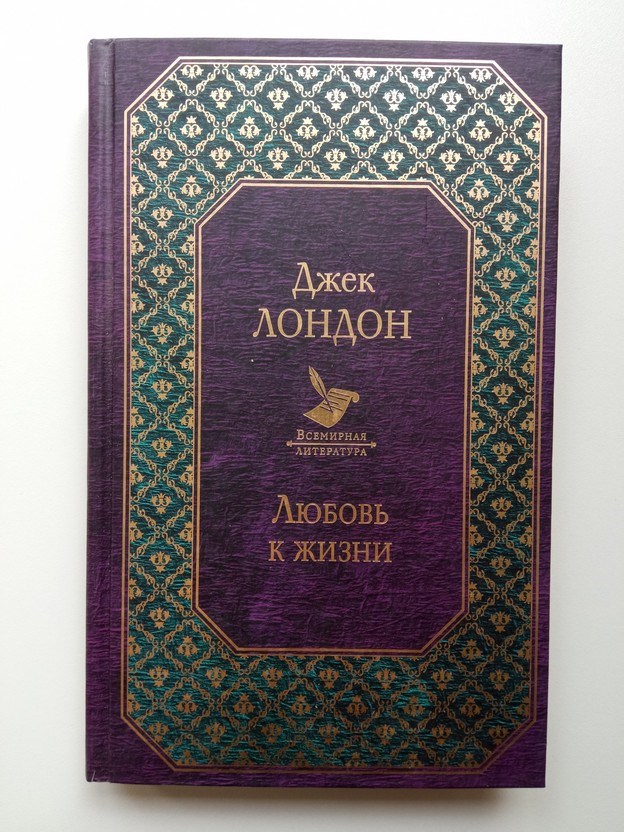 Джек
ЛОНДОН
Всемирная
литература
Любовь
к жизни